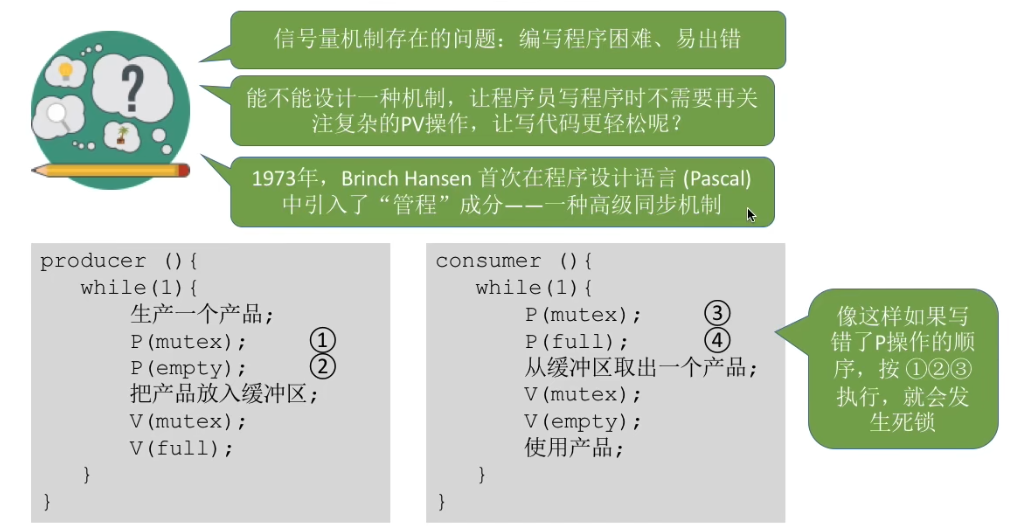 信号量机制存在的问题：编写程序困难、易出错
能不能设计一种机制，让程序员写程序时不需要再关
注复杂的PV操作，让写代码更轻松呢？
1973年，Brinch Hansen 首次在程序设计语言 (Pascal)
中引入了“管程”成分——一种高级同步机制
producer (){
while(1){
生产一个产品;
P(mutex); ①
P(empty); ②
把产品放入缓冲区;
V(mutex);
V(full);
}
}
consumer (){
while(1){
P(mutex); ③
P(full); ④
从缓冲区取出一个产品;
V(mutex);
V(empty);
使用产品;
}
}
像这样如果写
错了P操作的顺
序，按 ①②③
执行，就会发
生死锁
?